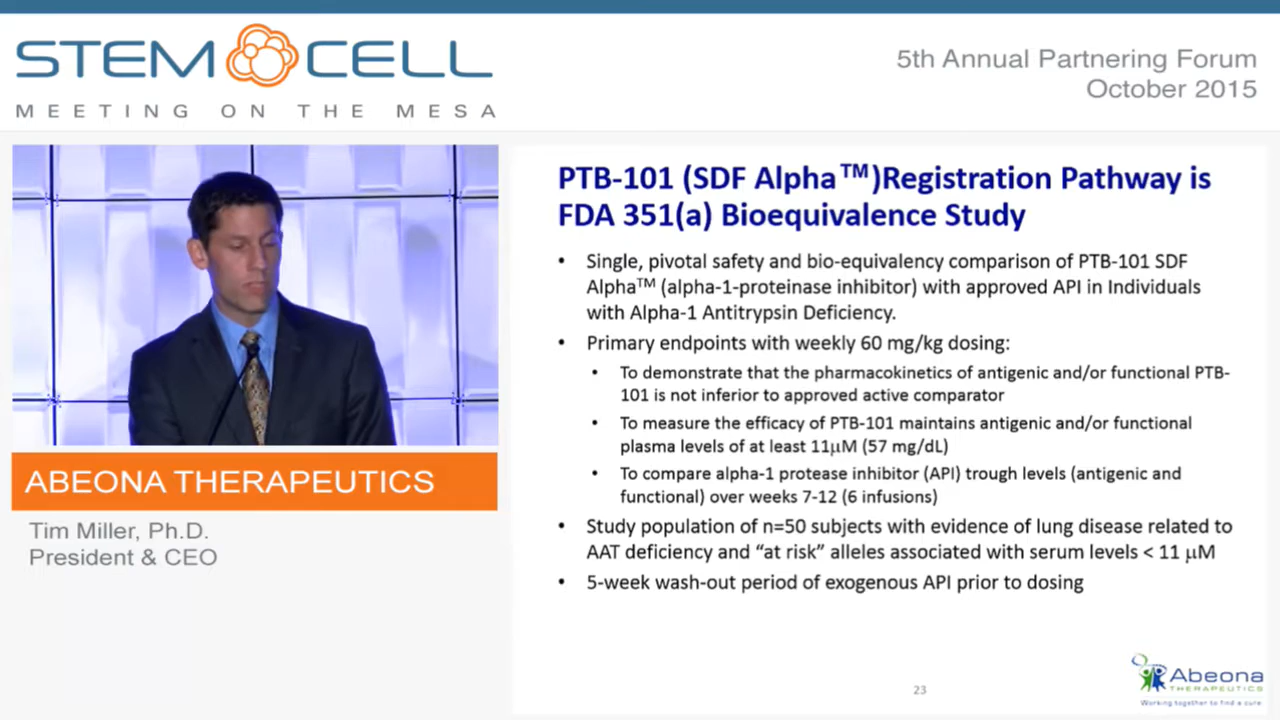 STEM CELL
MEETING ON THE MESA
5th Annual Partnering Forum
October 2015
PTB-101 (SDF Alpha™)Registration Pathway is
FDA 351(a) Bioequivalence Study
• Single, pivotal safety and bio-equivalency comparison of PTB-101 SDF
Alpha™ (alpha-1-proteinase inhibitor) with approved API in Individuals
with Alpha-1 Antitrypsin Deficiency.
• Primary endpoints with weekly 60 mg/kg dosing:
• To demonstrate that the pharmacokinetics of antigenic and/or functional PTB-
101 is not inferior to approved active comparator
• To measure the efficacy of PTB-101 maintains antigenic and/or functional
plasma levels of at least 11µM (57 mg/dL)
• To compare alpha-1 protease inhibitor (API) trough levels (antigenic and
functional) over weeks 7-12 (6 infusions)
• Study population of n=50 subjects with evidence of lung disease related to
AAT deficiency and “at risk” alleles associated with serum levels < 11 µM
• 5-week wash-out period of exogenous API prior to dosing
ABEONA THERAPEUTICS
Tim Miller, Ph.D.
President & CEO
23
Abeona
THERAPEUTICS
Working together to find a cure